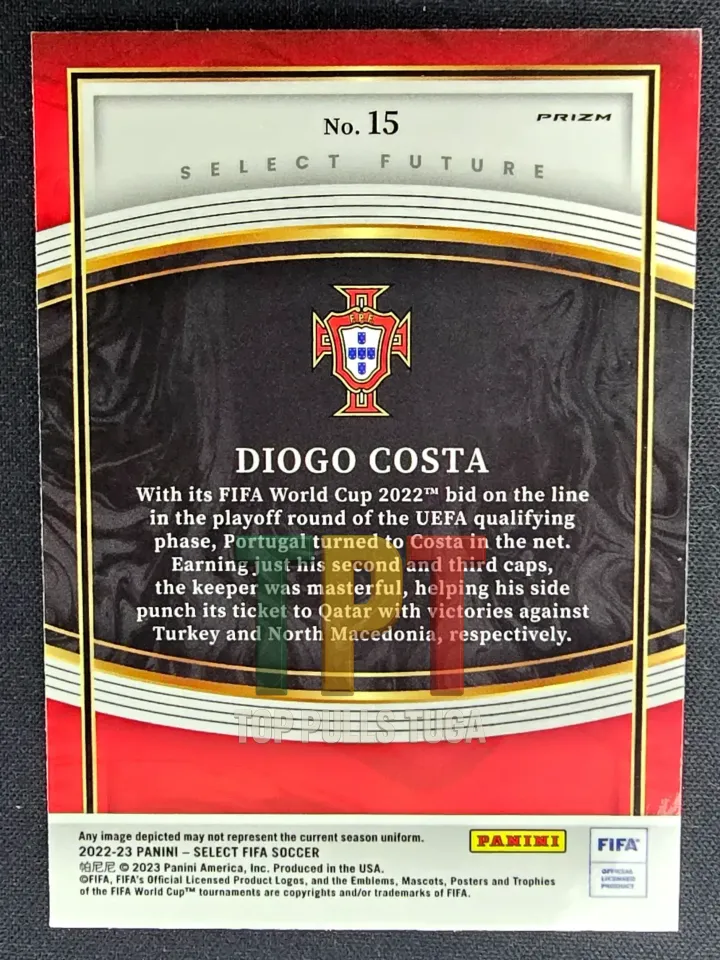 No. 15
PRIZM
SELECT FUTURE
F.P.F
DIOGO COSTA
With its FIFA World Cup 2022™ bid on the line
in the playoff round of the UEFA qualifying
phase, Portugal turned to Costa in the net.
Earning just his second and third caps,
the keeper was masterful, helping his side
punch its ticket to Qatar with victories against
Turkey and North Macedonia, respectively.
TPT
TOP PULLS TUGA
Any image depicted may not represent the current season uniform.
2022-23 PANINI – SELECT FIFA SOCCER
帕尼尼 © 2023 Panini America, Inc. Produced in the USA.
©FIFA, FIFA's Official Licensed Product Logos, and the Emblems, Mascots, Posters and Trophies
of the FIFA World Cup™ tournaments are copyrights and/or trademarks of FIFA.
PANINI
FIFA
OFFICIAL
LICENSED
PRODUCT